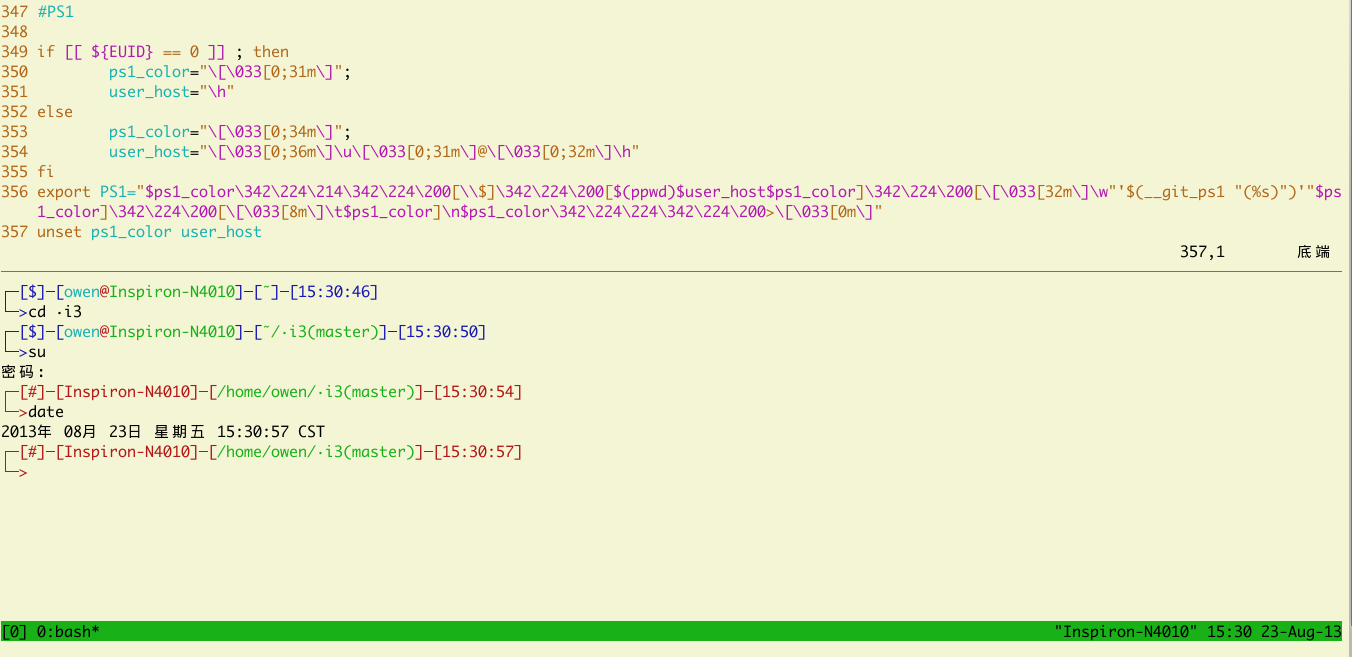 347 #PS1
348
349 if [[ ${EUID} == 0 ]] ; then
350         ps1_color="\[\033[0;31m\]";
351         user_host="\h"
352 else
353         ps1_color="\[\033[0;34m\]";
354         user_host="\[\033[0;36m\]\u\[\033[0;31m\]@\[\033[0;32m\]\h"
355 fi
356 export PS1="$ps1_color\342\224\214\342\224\200[\\$]\342\224\200[$(ppwd)$user_host$ps1_color]\342\224\200[\[\033[32m\]\w"'$(__git_ps1 "(%s)")'"$ps
    1_color]\342\224\200[\[\033[8m\]\t$ps1_color]\n$ps1_color\342\224\224\342\224\200>\[\033[0m\]"
357 unset ps1_color user_host
357,1        底端
┌─[$]─[owen@Inspiron-N4010]─[~]─[15:30:46]
└─>cd .i3
┌─[$]─[owen@Inspiron-N4010]─[~/.i3(master)]─[15:30:50]
└─>su
密码:
┌─[#]─[Inspiron-N4010]─[/home/owen/.i3(master)]─[15:30:54]
└─>date
2013年 08月 23日 星期五 15:30:57 CST
┌─[#]─[Inspiron-N4010]─[/home/owen/.i3(master)]─[15:30:57]
└─>
[0] 0:bash*        "Inspiron-N4010" 15:30 23-Aug-13